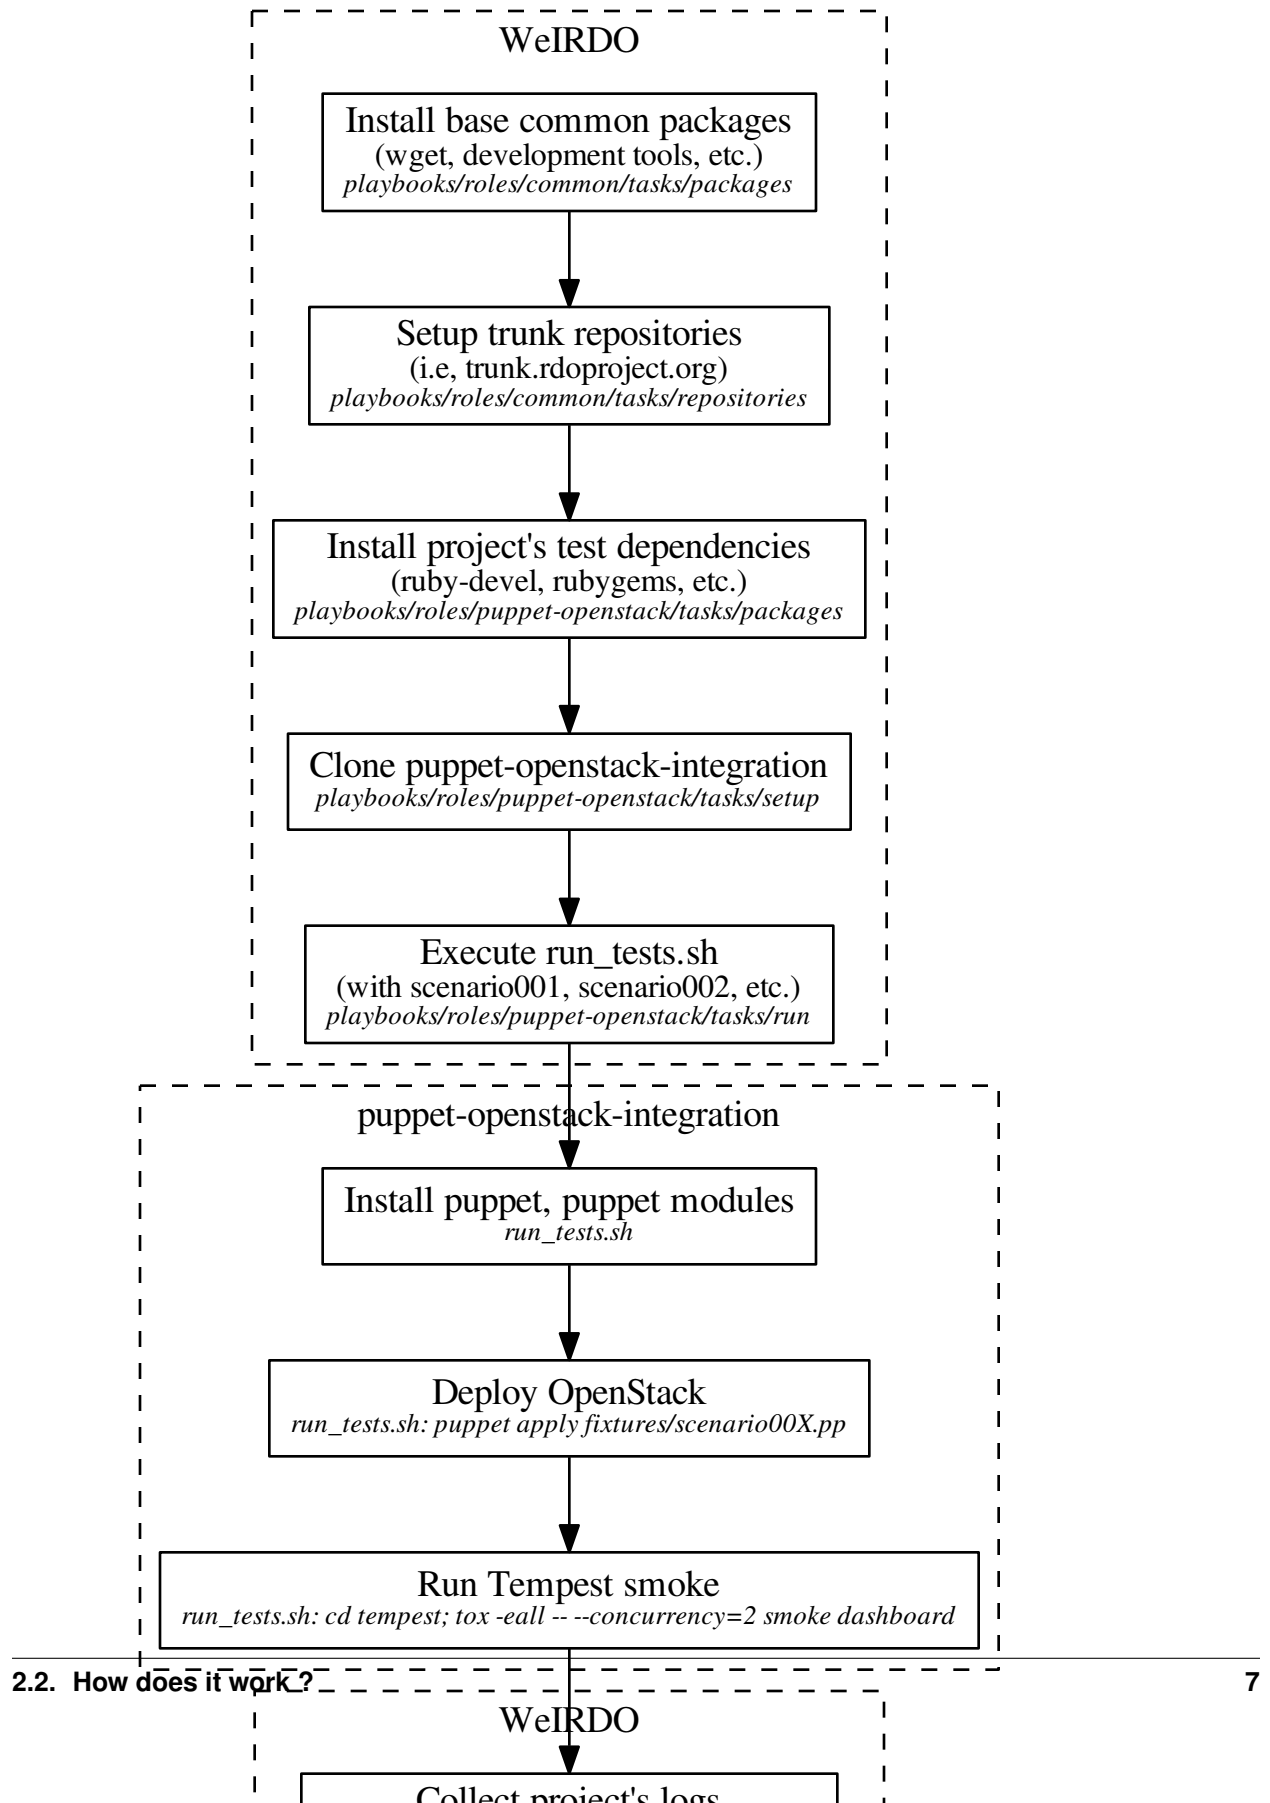 WeIRDO
Install base common packages
(wget, development tools, etc.)
playbooks/roles/common/tasks/packages
Setup trunk repositories
(i.e, trunk.rdoproject.org)
playbooks/roles/common/tasks/repositories
Install project's test dependencies
(ruby-devel, rubygems, etc.)
playbooks/roles/puppet-openstack/tasks/packages
Clone puppet-openstack-integration
playbooks/roles/puppet-openstack/tasks/setup
Execute run_tests.sh
(with scenario001, scenario002, etc.)
playbooks/roles/puppet-openstack/tasks/run
puppet-openstack-integration
Install puppet, puppet modules
run_tests.sh
Deploy OpenStack
run_tests.sh: puppet apply fixtures/scenario00X.pp
Run Tempest smoke
run_tests.sh: cd tempest; tox -eall -- --concurrency=2 smoke dashboard
2.2. How does it work ? 7
WeIRDO
Collect project's logs